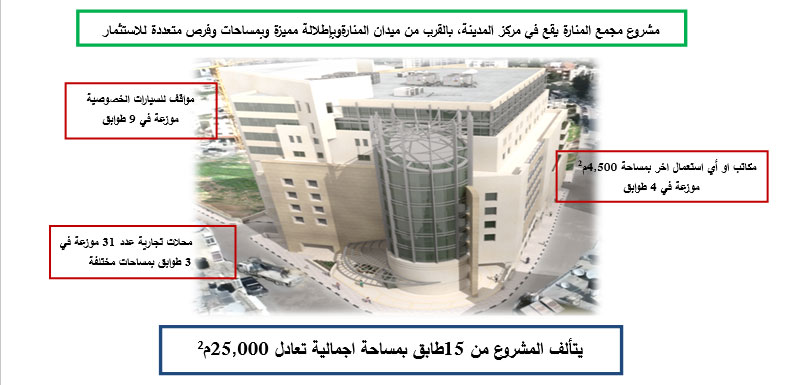 مشروع مجمع المنارة يقع في مركز المدينة، بالقرب من ميدان المنارةوبإطلالة مميزة وبمساحات وفرص متعددة للاستثمار
مواقف للسيارات الخصوصية
موزعة في 9 طوابق
مكاتب او أي استعمال اخر بمساحة 4,500م²
موزعة في 4 طوابق
محلات تجارية عدد 31 موزعة في
3 طوابق بمساحات مختلفة
يتألف المشروع من 15طابق بمساحة اجمالية تعادل 25,000م²